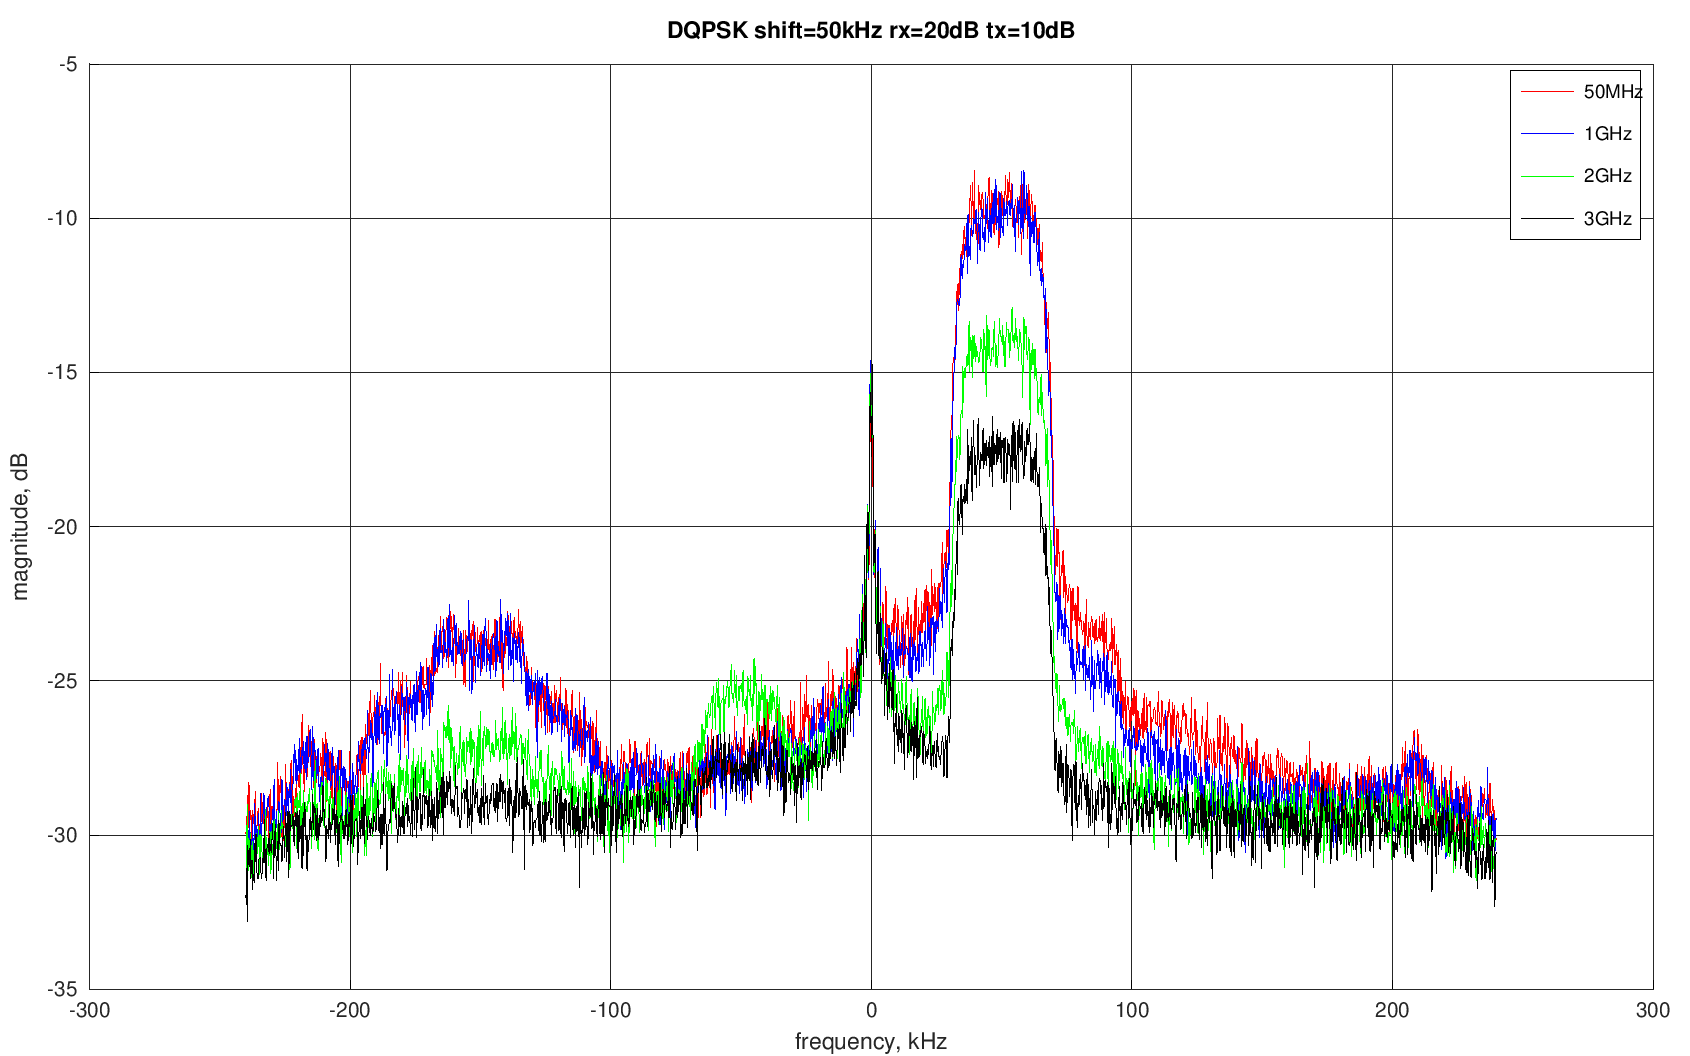 DQPSK shift=50kHz rx=20dB tx=10dB
-5
-10
-15
-20
-25
-30
-35
magnitude, dB
50MHz
1GHz
2GHz
3GHz
-300
-200
-100
0
100
200
300
frequency, kHz